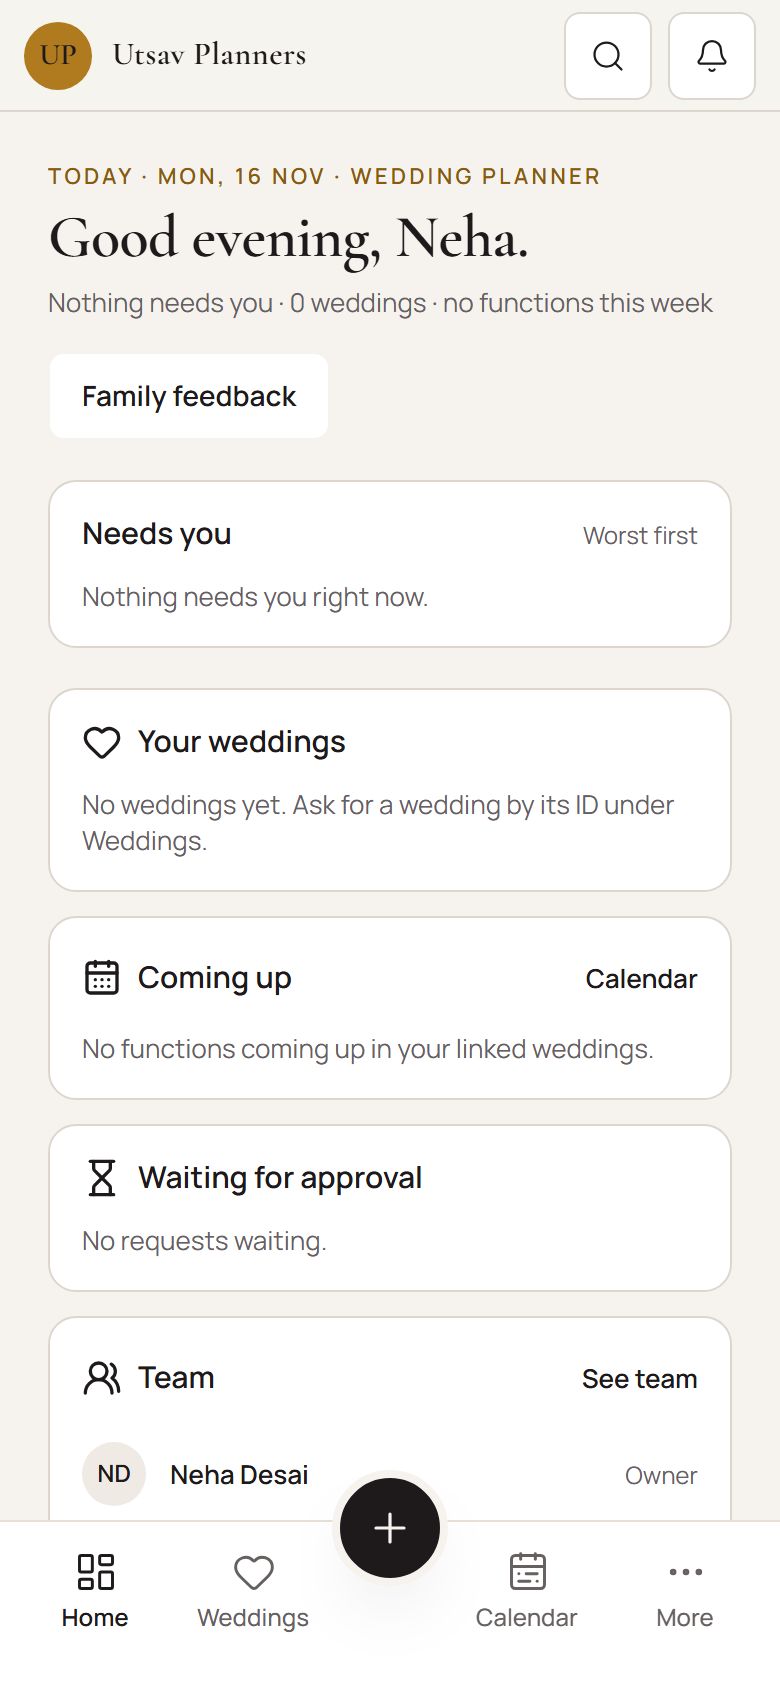 UP Utsav Planners
TODAY · MON, 16 NOV · WEDDING PLANNER
Good evening, Neha.
Nothing needs you · 0 weddings · no functions this week
Family feedback
Needs you Worst first
Nothing needs you right now.
Your weddings
No weddings yet. Ask for a wedding by its ID under
Weddings.
Coming up Calendar
No functions coming up in your linked weddings.
Waiting for approval
No requests waiting.
Team See team
ND Neha Desai Owner
Home Weddings Calendar More